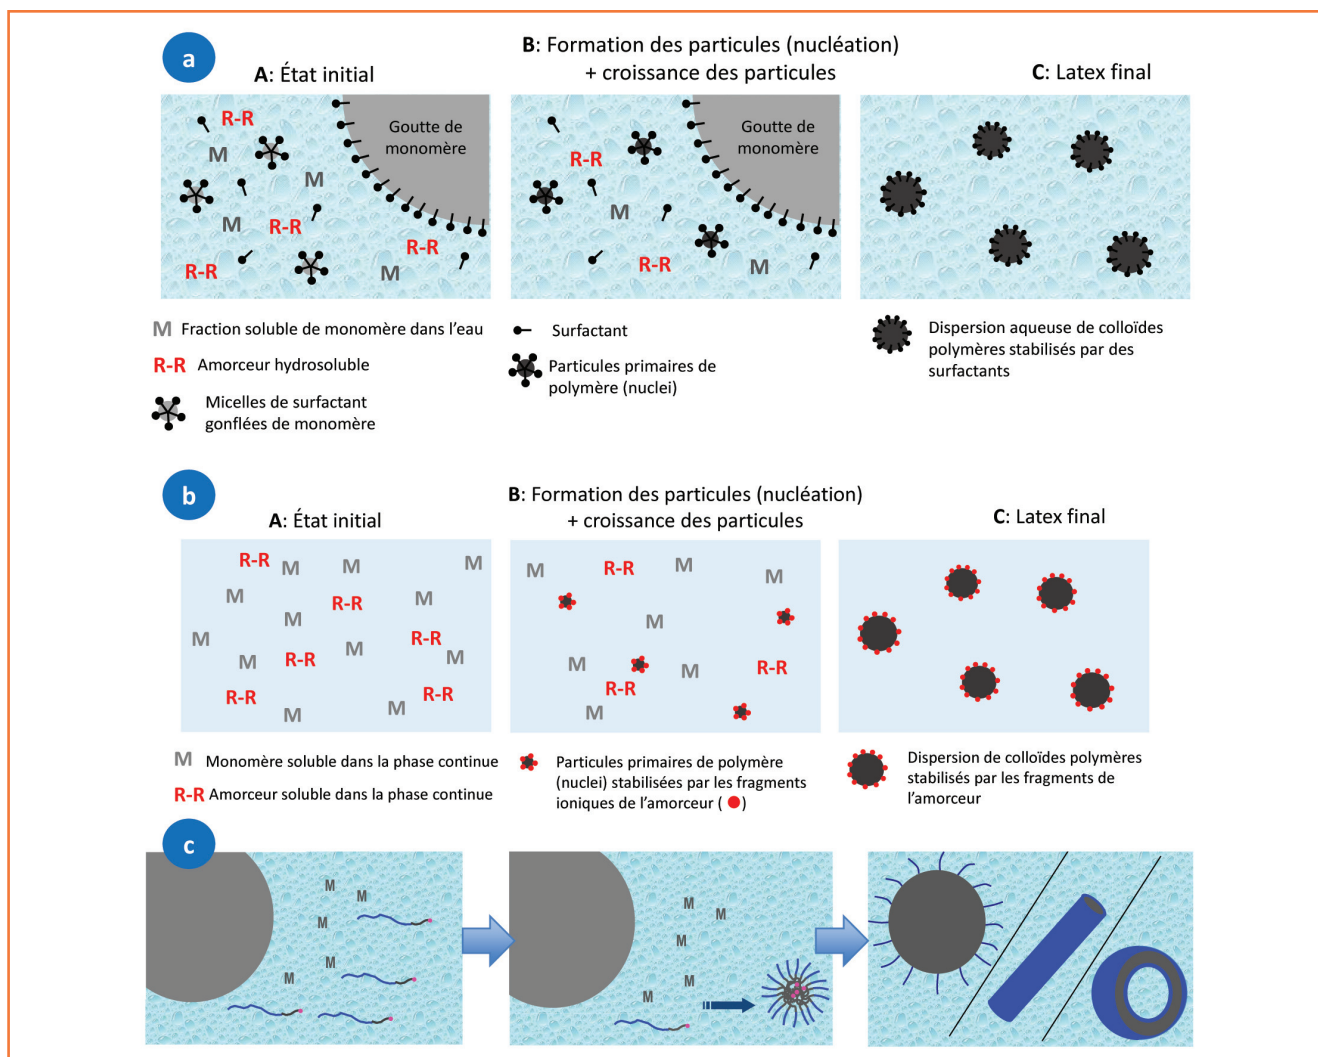 a
A: État initial
B: Formation des particules (nucléation)
+ croissance des particules
C: Latex final
R-R
M
M
M
R-R
R-R
R-R
M
Goutte de
monomère
R-R
M
R-R
M
Goutte de
monomère
M Fraction soluble de monomère dans l’eau
R-R Amorceur hydrosoluble
Micelles de surfactant
gonflées de monomère
Surfactant
Particules primaires de
polymère (nuclei)
Dispersion aqueuse de colloïdes
polymères stabilisés par des
surfactants
b
A: État initial
B: Formation des particules (nucléation)
+ croissance des particules
C: Latex final
R-R
M
M
M
M
R-R
M
M
M
R-R
M
R-R
M
M
R-R
R-R
M
M
M
R-R
M
M
M
M
M
R-R
R-R
M
M Monomère soluble dans la phase continue
R-R Amorceur soluble dans la phase continue
Particules primaires de polymère
(nuclei) stabilisées par les fragments
ioniques de l’amorceur ( )
Dispersion de colloïdes polymères
stabilisés par les fragments de
l’amorceur
c
M
M
M
M
M
M
M
M
M
M